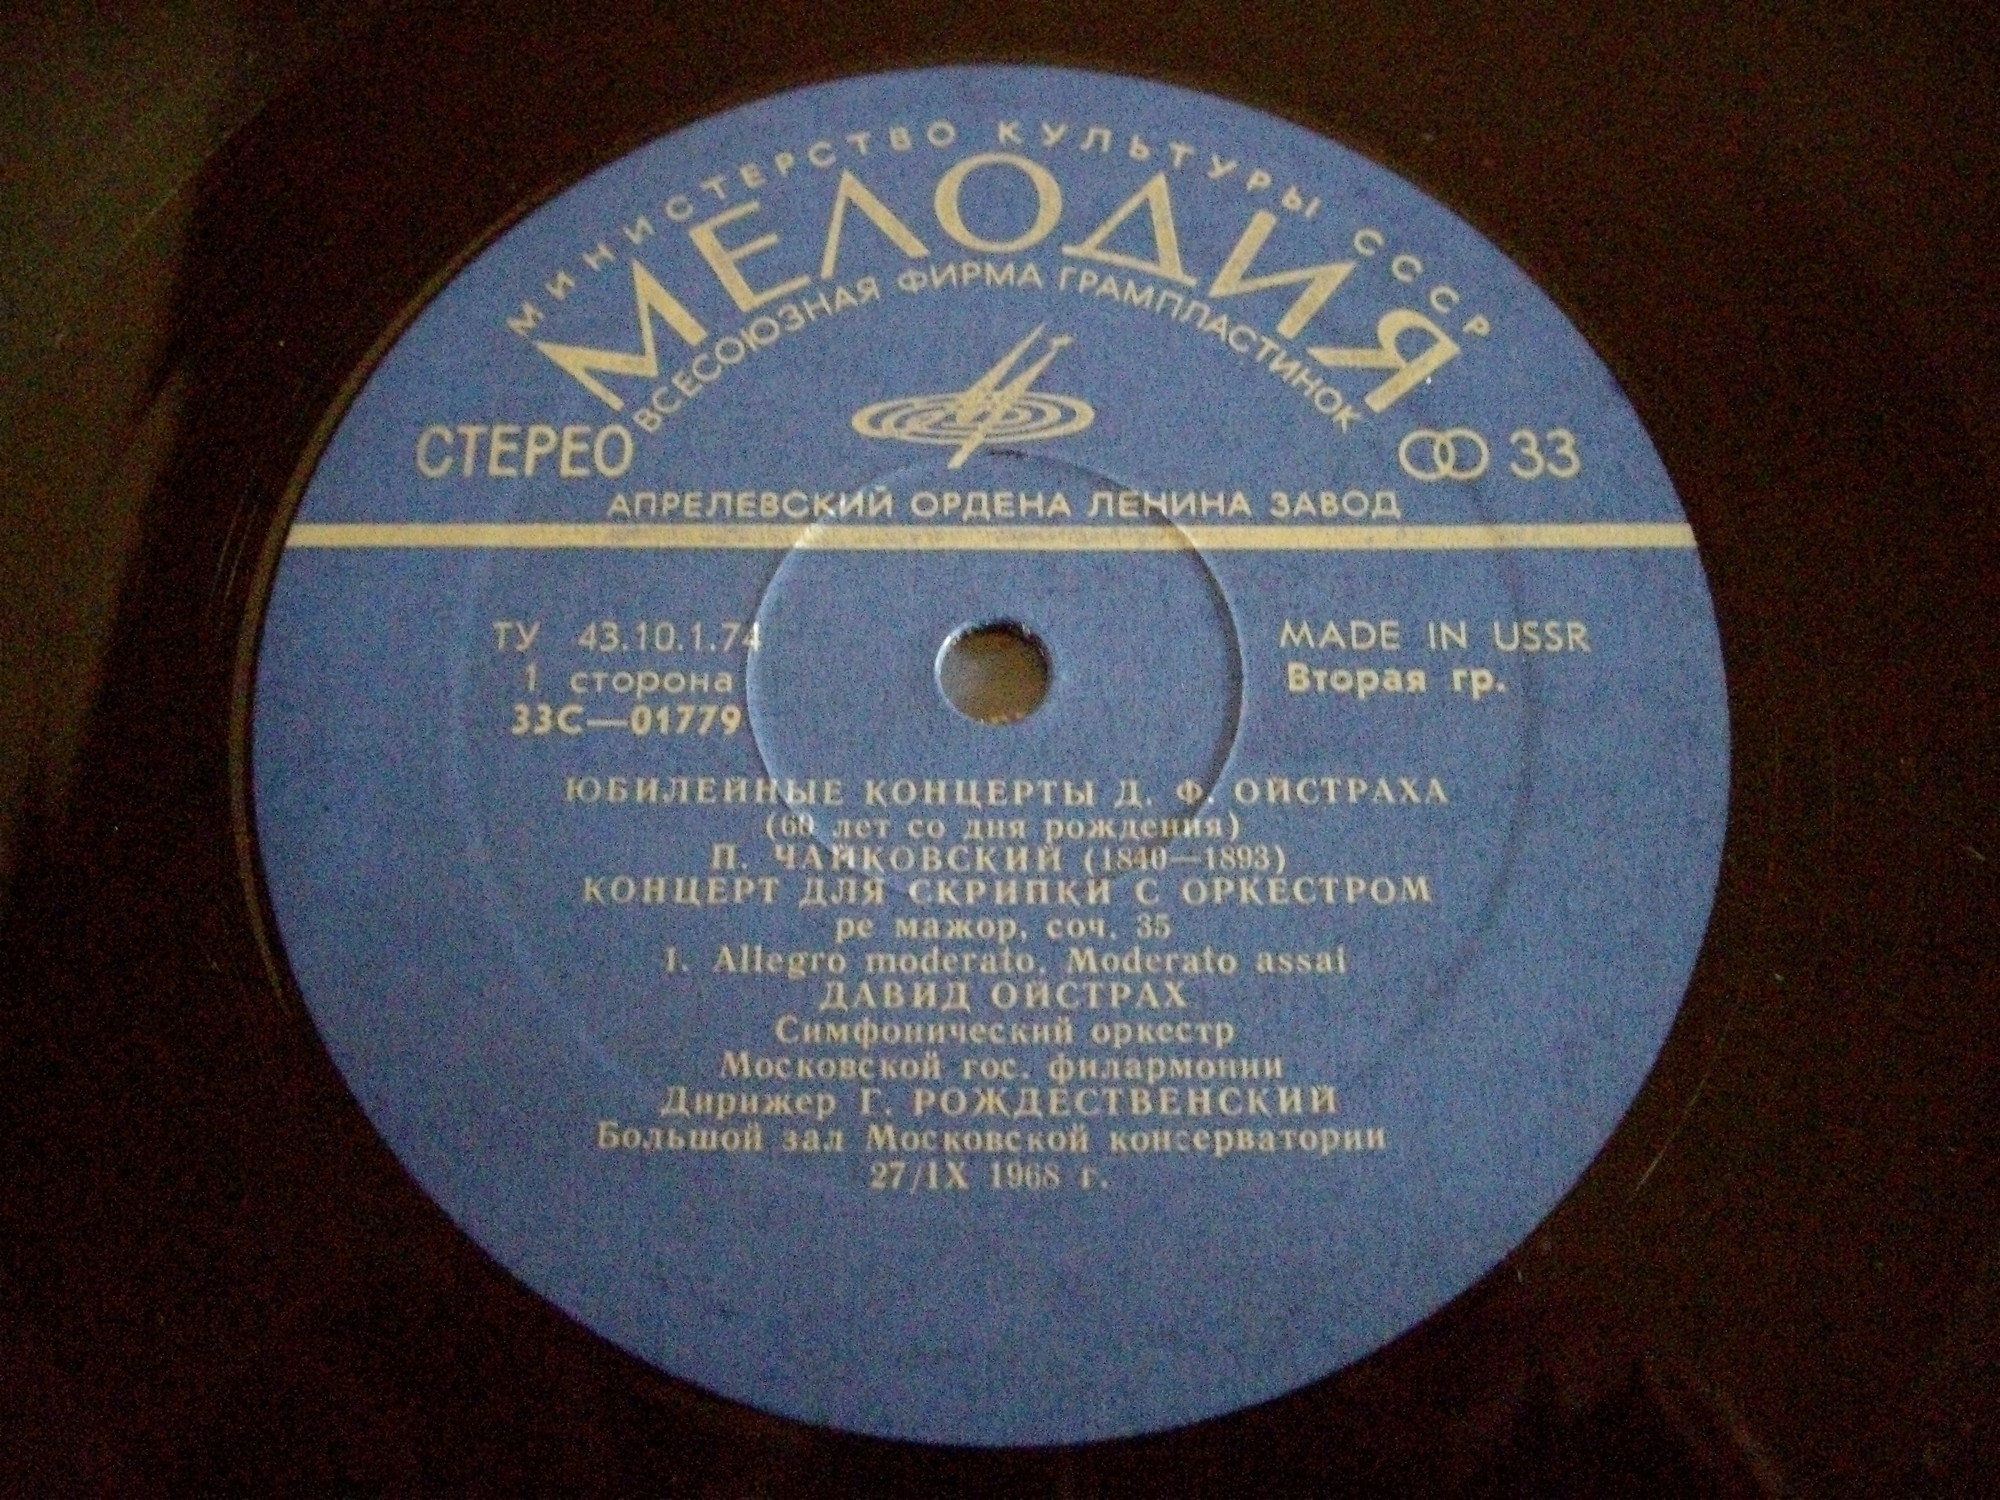 МИНИСТЕРСТВО КУЛЬТУРЫ СССР
МЕЛОДИЯ
ВСЕСОЮЗНАЯ ФИРМА ГРАМПЛАСТИНОК
СТЕРЕО
33
АПРЕЛЕВСКИЙ ОРДЕНА ЛЕНИНА ЗАВОД
ТУ 43.10.1.74
MADE IN USSR
1 сторона
Вторая гр.
33С—01779
ЮБИЛЕЙНЫЕ КОНЦЕРТЫ Д. Ф. ОЙСТРАХА
(60 лет со дня рождения)
П. ЧАЙКОВСКИЙ (1840—1893)
КОНЦЕРТ ДЛЯ СКРИПКИ С ОРКЕСТРОМ
ре мажор, соч. 35
I. Allegro moderato. Moderato assai
ДАВИД ОЙСТРАХ
Симфонический оркестр
Московской гос. филармонии
Дирижер Г. РОЖДЕСТВЕНСКИЙ
Большой зал Московской консерватории
27/IX 1968 г.